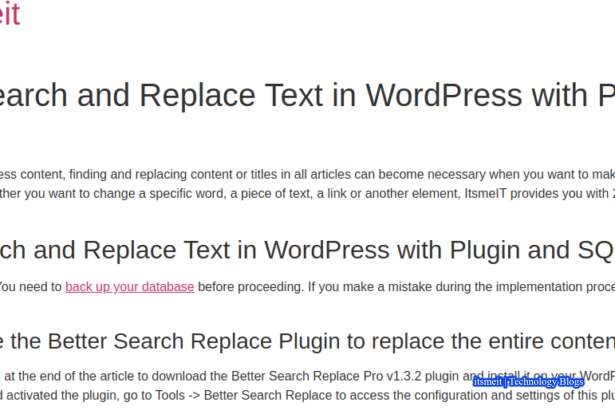 eit
earch and Replace Text in WordPress with P
ess content, finding and replacing content or titles in all articles can become necessary when you want to mak
ther you want to change a specific word, a piece of text, a link or another element, ItsmeIT provides you with 2
ch and Replace Text in WordPress with Plugin and SQ
You need to back up your database before proceeding. If you make a mistake during the implementation proce
e the Better Search Replace Plugin to replace the entire conten
at the end of the article to download the Better Search Replace Pro v1.3.2 plugin and install it on your WordP
itsmeit | Technology Blogs
d activated the plugin, go to Tools -> Better Search Replace to access the configuration and settings of this plu